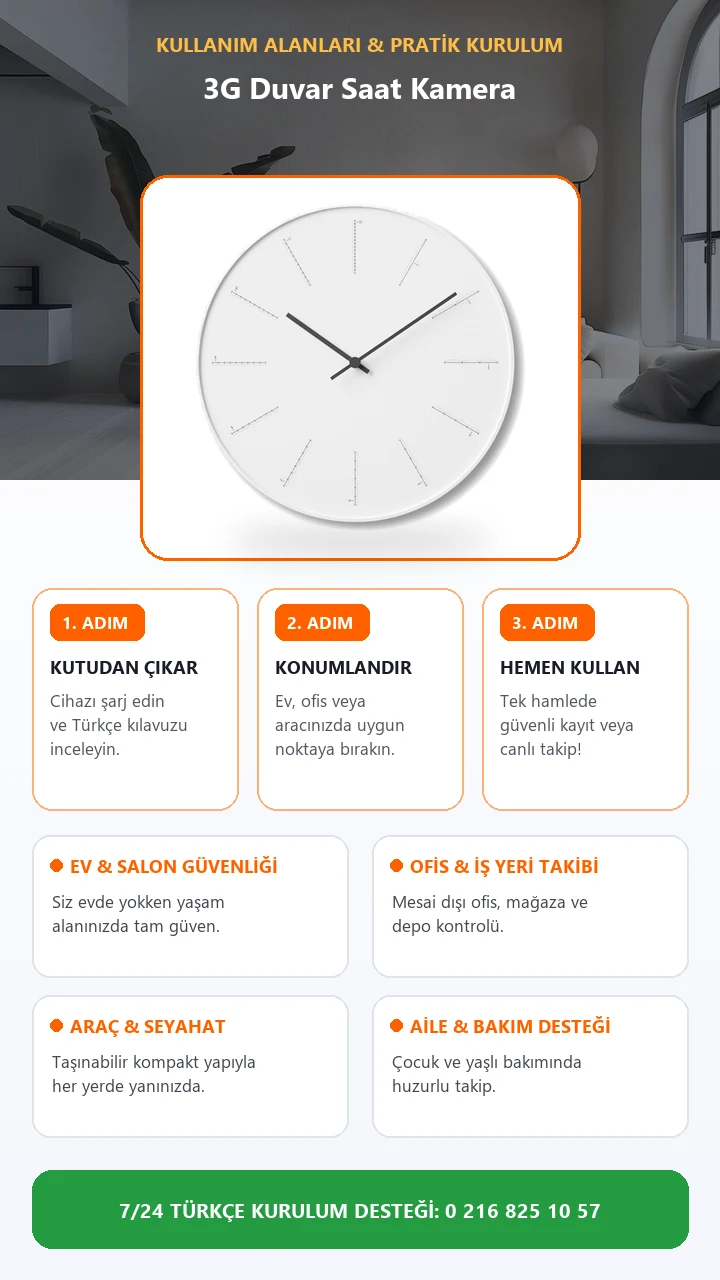 KULLANIM ALANLARI & PRATİK KURULUM
3G Duvar Saat Kamera
1. ADIM
KUTUDAN ÇIKAR
Cihazı şarj edin
ve Türkçe kılavuzu
inceleyin.
2. ADIM
KONUMLANDIR
Ev, ofis veya
aracınızda uygun
noktaya bırakın.
3. ADIM
HEMEN KULLAN
Tek hamlede
güvenli kayıt veya
canlı takip!
EV & SALON GÜVENLİĞİ
Siz evde yokken yaşam
alanınızda tam güven.
OFİS & İŞ YERİ TAKİBİ
Mesai dışı ofis, mağaza ve
depo kontrolü.
ARAÇ & SEYAHAT
Taşınabilir kompakt yapıyla
her yerde yanınızda.
AİLE & BAKIM DESTEĞİ
Çocuk ve yaşlı bakımında
huzurlu takip.
7/24 TÜRKÇE KURULUM DESTEĞİ: 0 216 825 10 57